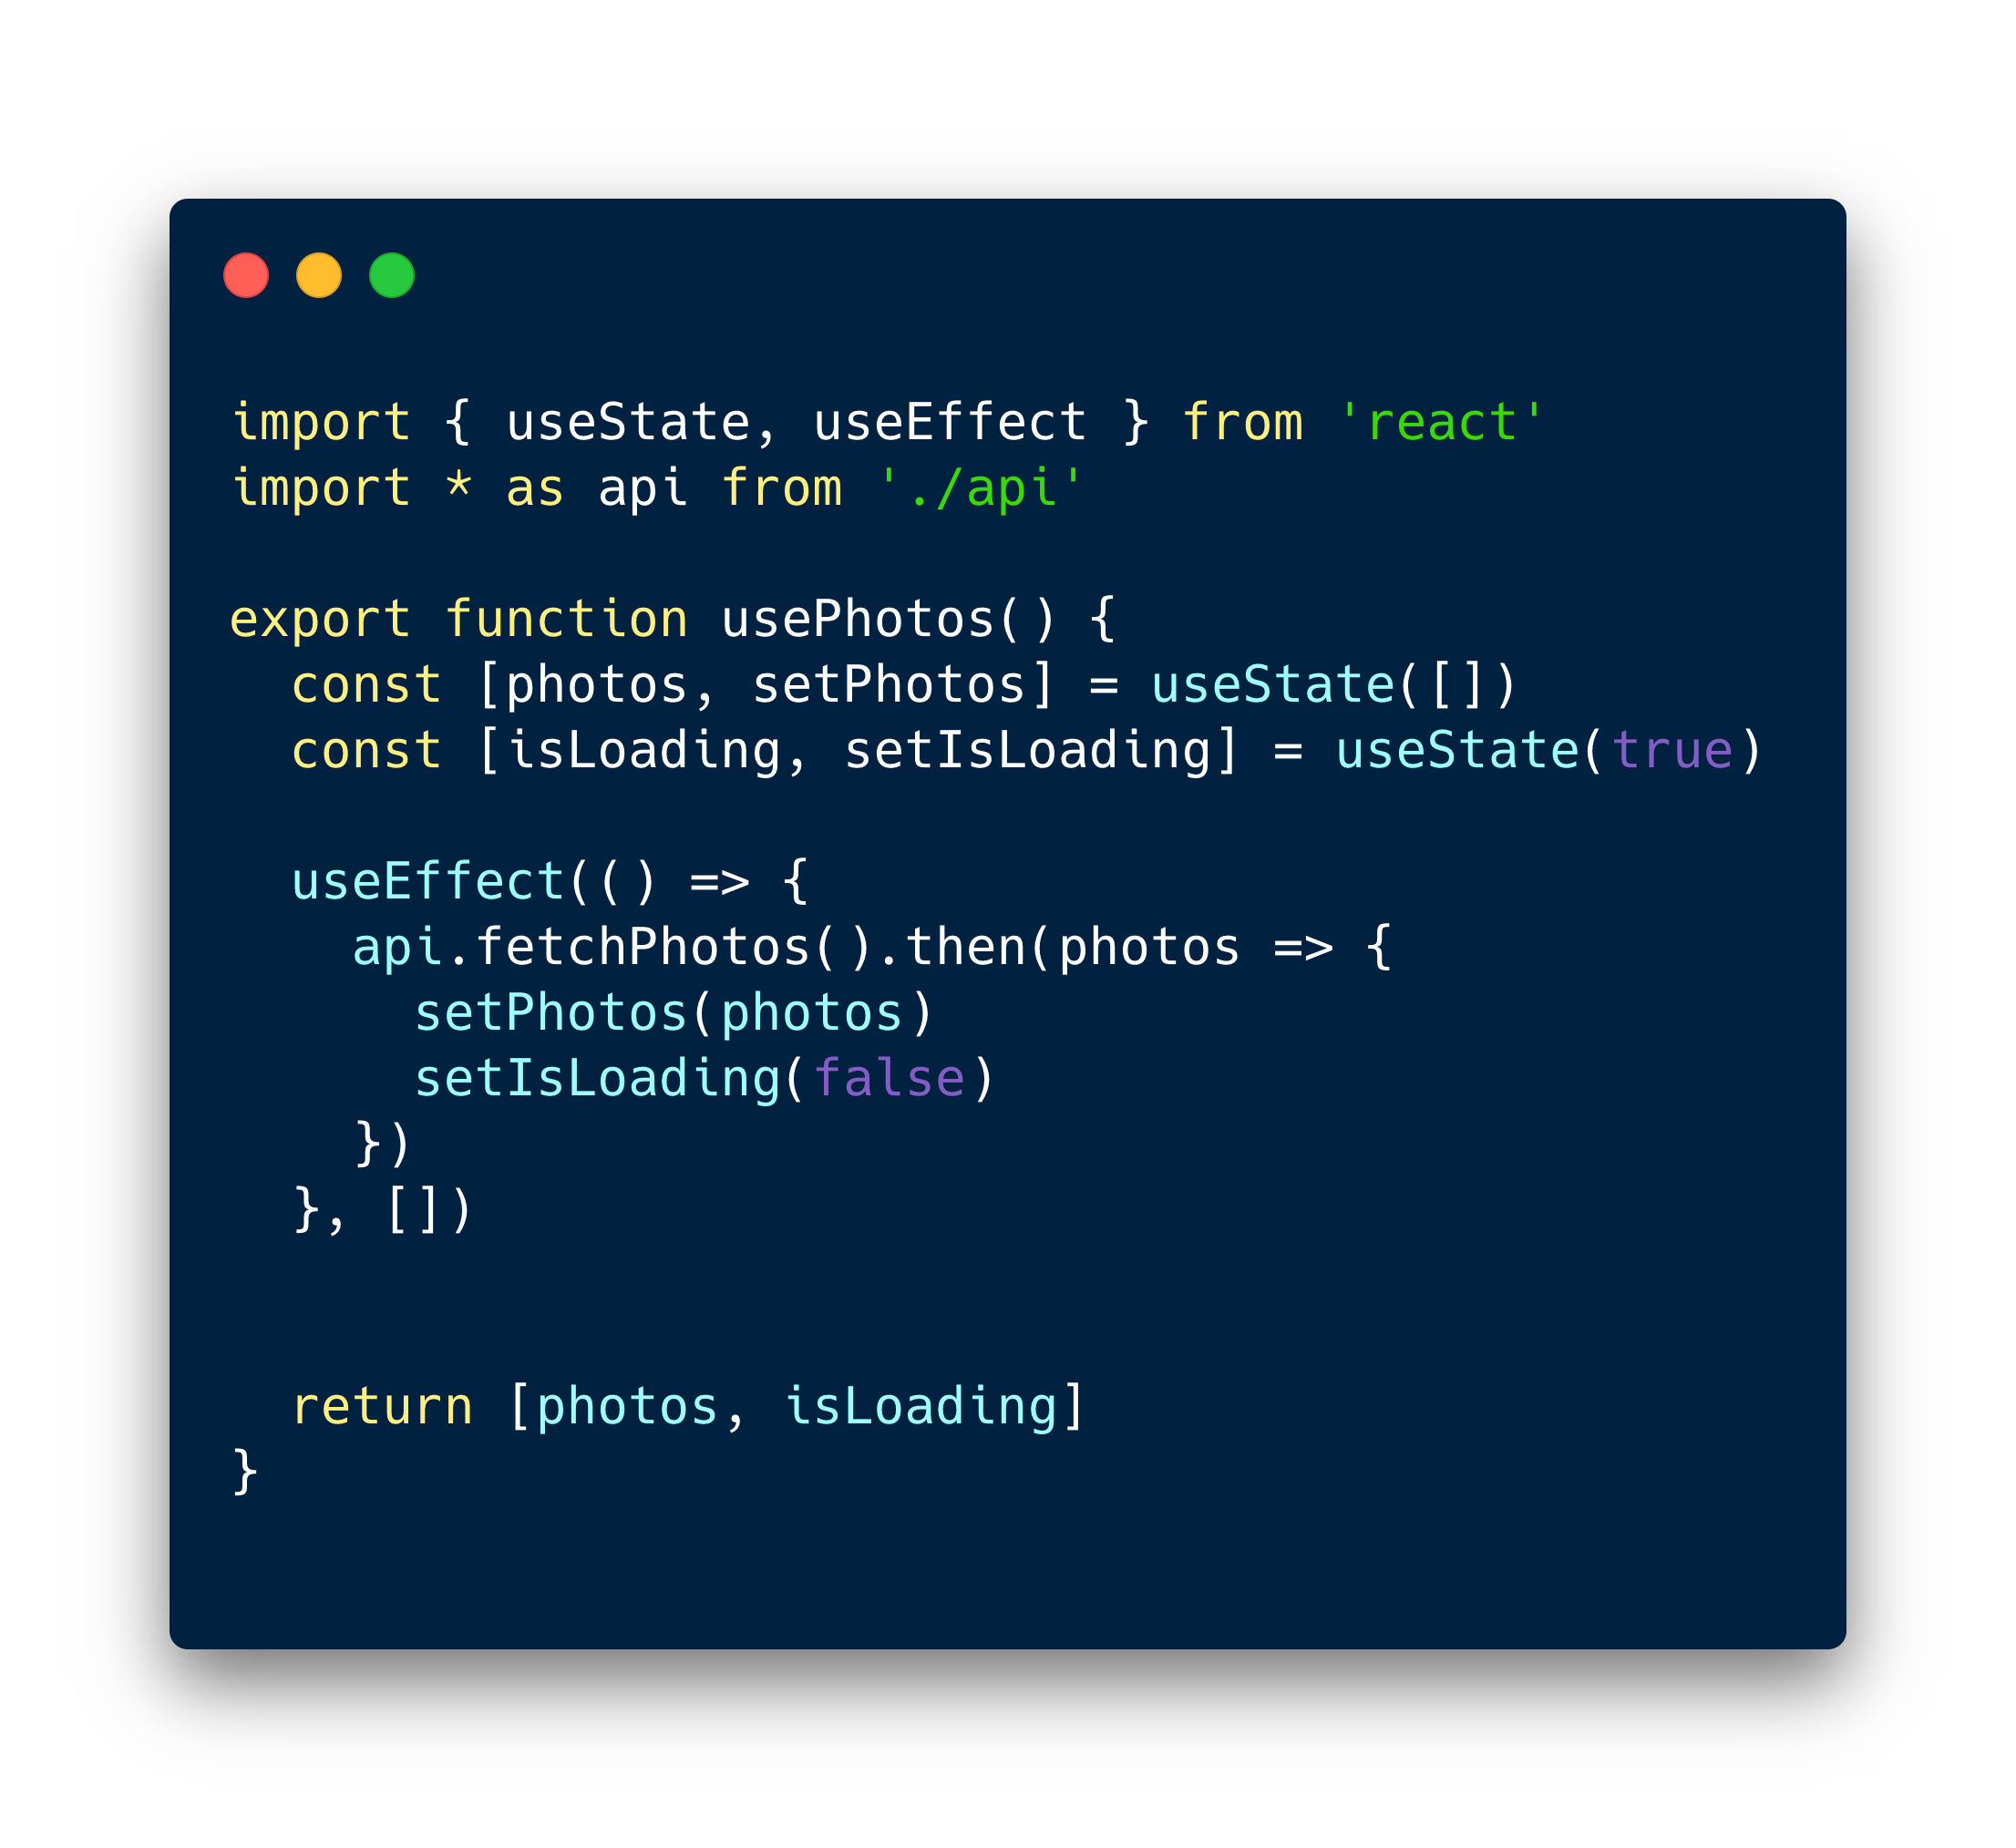 import { useState, useEffect } from 'react'
import * as api from './api'
export function usePhotos() {
  const [photos, setPhotos] = useState([])
  const [isLoading, setIsLoading] = useState(true)
  useEffect(() => {
    api.fetchPhotos().then(photos => {
      setPhotos(photos)
      setIsLoading(false)
    })
  }, [])
  return [photos, isLoading]
}